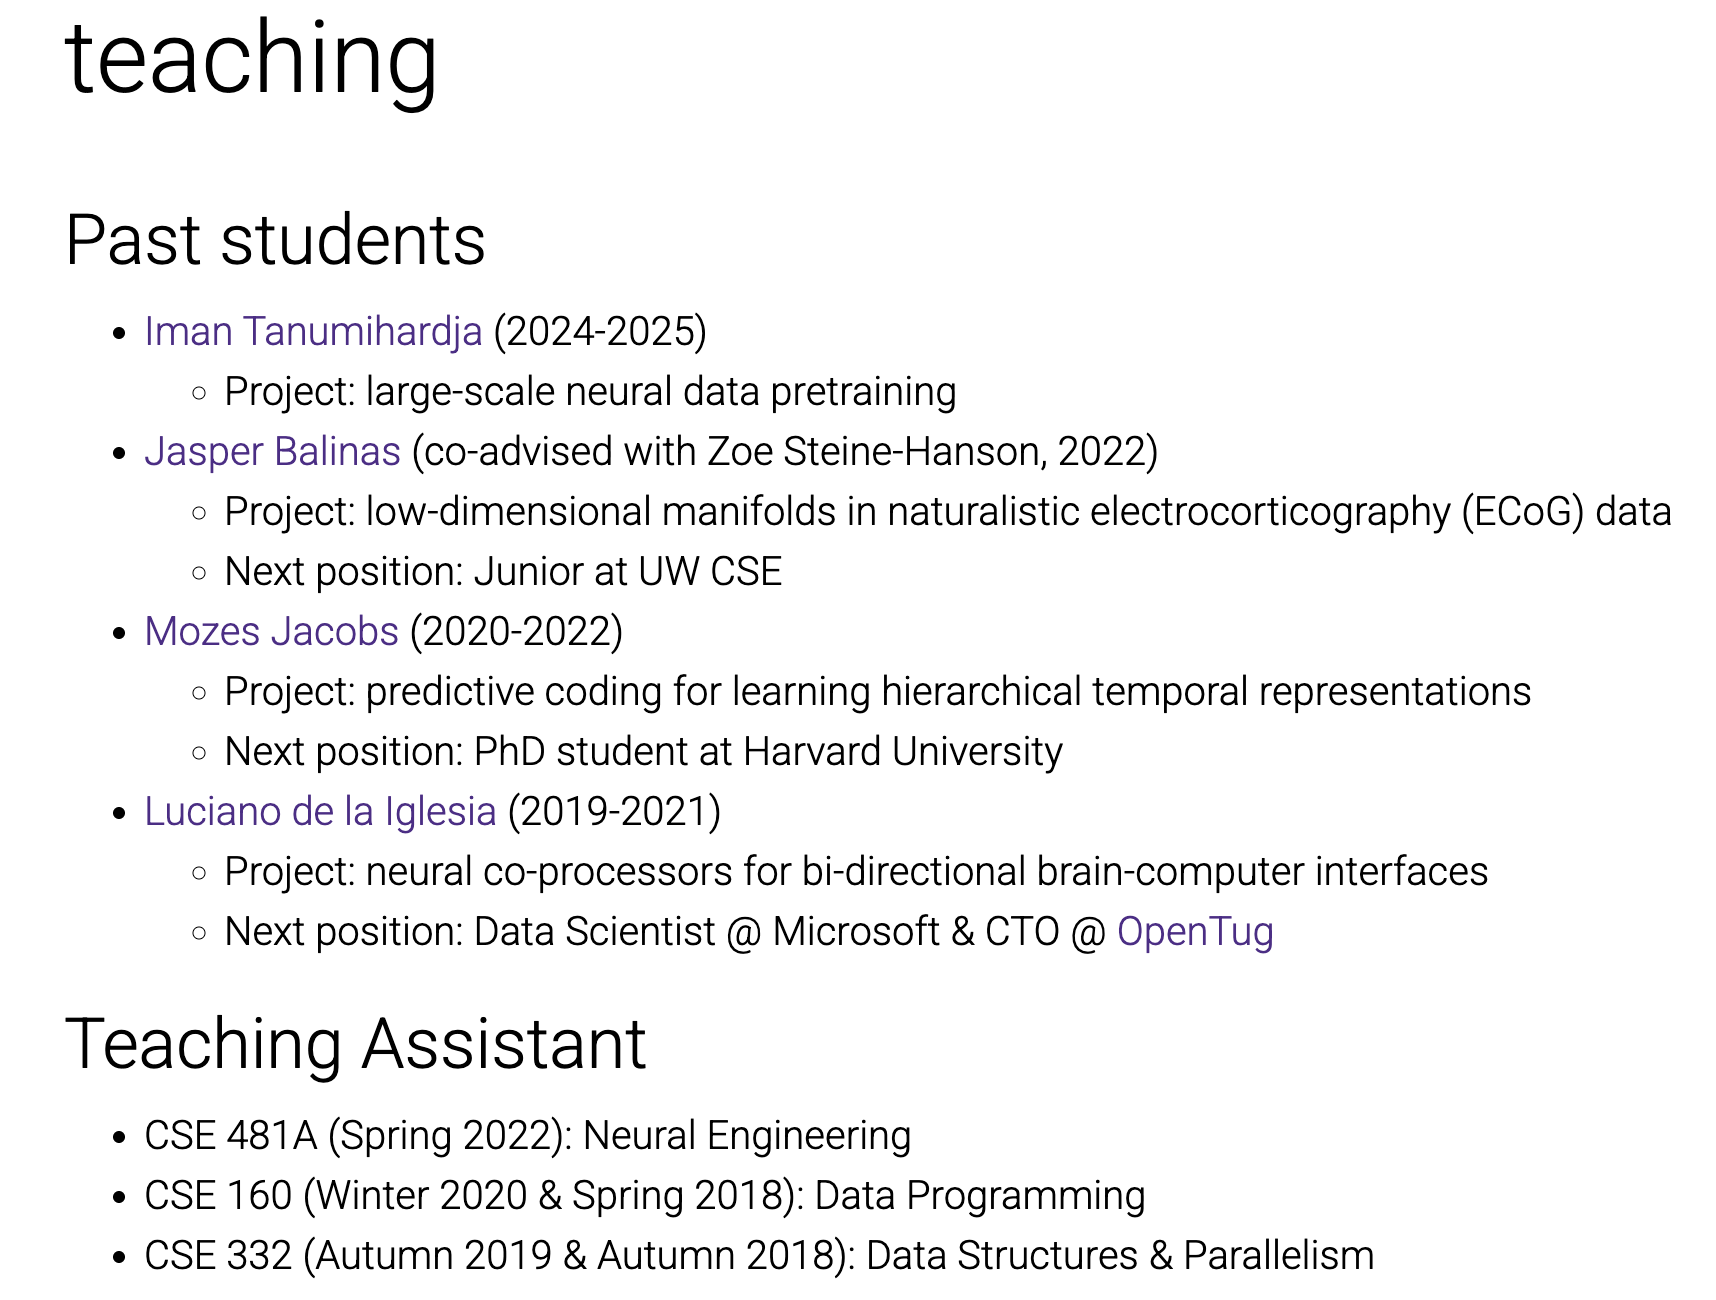 teaching
Past students
Iman Tanumihardja (2024-2025)
Project: large-scale neural data pretraining
Jasper Balinas (co-advised with Zoe Steine-Hanson, 2022)
Project: low-dimensional manifolds in naturalistic electrocorticography (ECoG) data
Next position: Junior at UW CSE
Mozes Jacobs (2020-2022)
Project: predictive coding for learning hierarchical temporal representations
Next position: PhD student at Harvard University
Luciano de la Iglesia (2019-2021)
Project: neural co-processors for bi-directional brain-computer interfaces
Next position: Data Scientist @ Microsoft & CTO @ OpenTug
Teaching Assistant
CSE 481A (Spring 2022): Neural Engineering
CSE 160 (Winter 2020 & Spring 2018): Data Programming
CSE 332 (Autumn 2019 & Autumn 2018): Data Structures & Parallelism